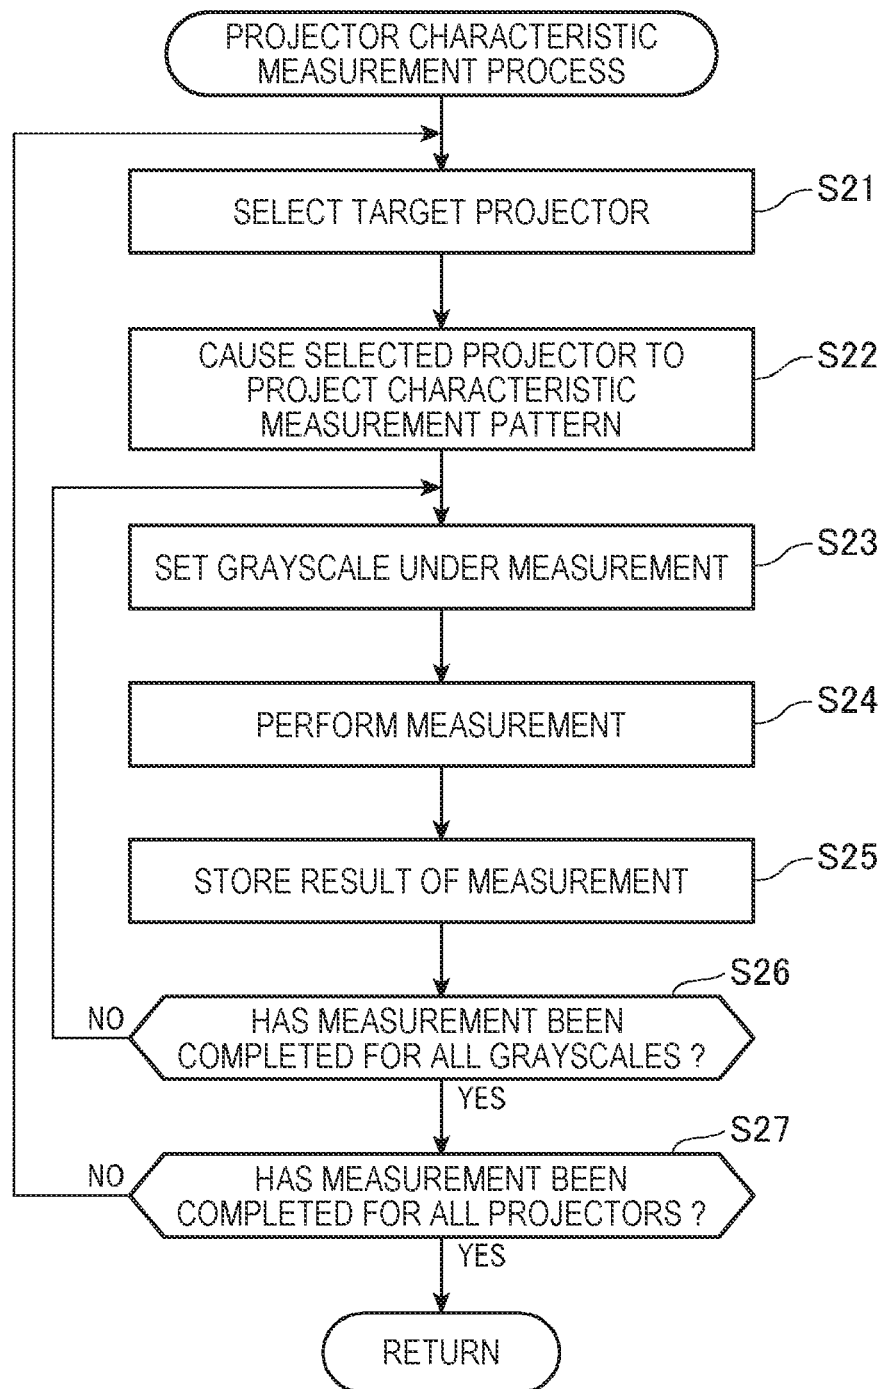 PROJECTOR CHARACTERISTIC
MEASUREMENT PROCESS
SELECT TARGET PROJECTOR
S21
CAUSE SELECTED PROJECTOR TO
PROJECT CHARACTERISTIC
MEASUREMENT PATTERN
S22
SET GRAYSCALE UNDER MEASUREMENT
S23
PERFORM MEASUREMENT
S24
STORE RESULT OF MEASUREMENT
S25
S26
NO
HAS MEASUREMENT BEEN
COMPLETED FOR ALL GRAYSCALES ?
YES
S27
NO
HAS MEASUREMENT BEEN
COMPLETED FOR ALL PROJECTORS ?
YES
RETURN